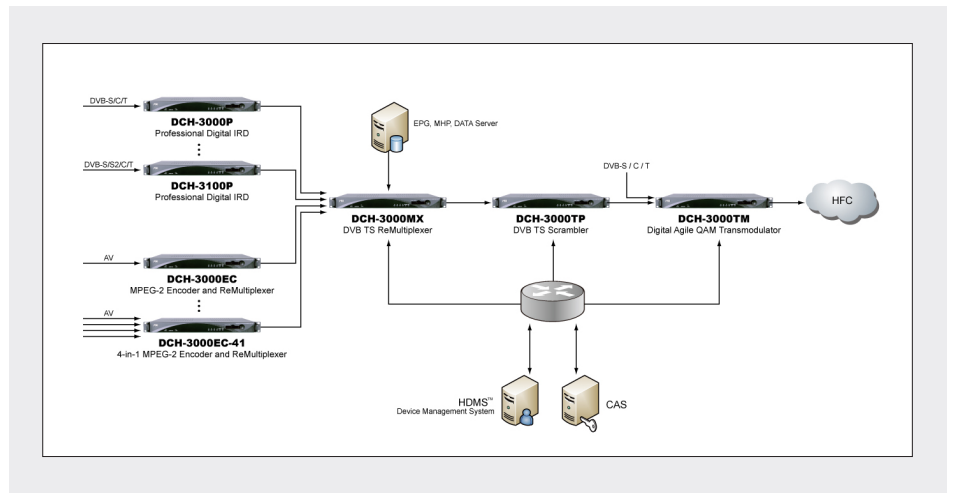 DVB-S/C/T
DCH-3000P
Professional Digital IRD
DVB-S/S2/C/T
DCH-3100P
Professional Digital IRD
AV
DCH-3000EC
MPEG-2 Encoder and ReMultiplexer
AV
DCH-3000EC-41
4-in-1 MPEG-2 Encoder and ReMultiplexer
EPG, MHP, DATA Server
DCH-3000MX
DVB TS ReMultiplexer
DCH-3000TP
DVB TS Scrambler
DVB-S / C / T
DCH-3000TM
Digital Agile QAM Transmodulator
HFC
HDMS™
Device Management System
CAS